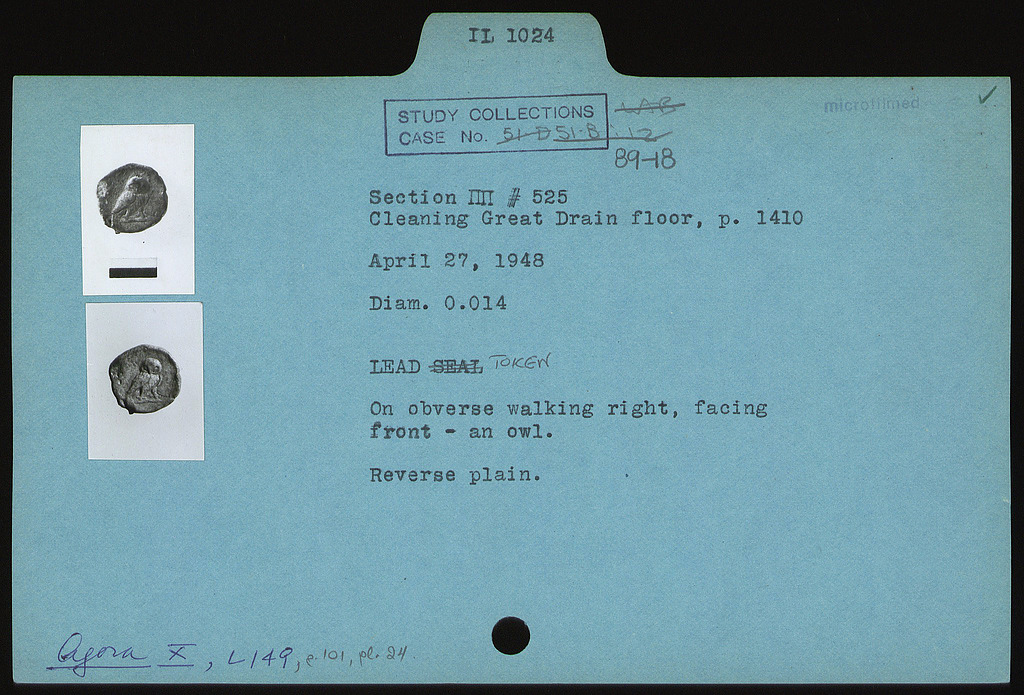 IL 1024
microfilmed
STUDY COLLECTIONS LAB
CASE No. 51-B 51-B 12
89-18
Section ΠΠ # 525
Cleaning Great Drain floor, p. 1410
April 27, 1948
Diam. 0.014
LEAD SEAL TOKEN
On obverse walking right, facing
front - an owl.
Reverse plain.
Agora X, L149, p. 101, pl. 24.